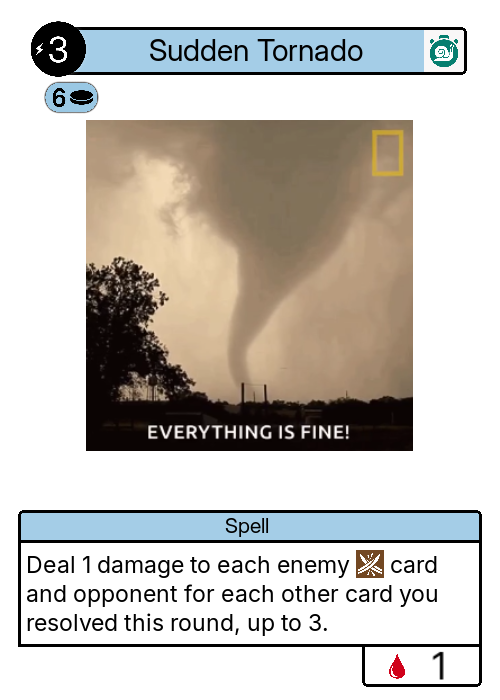 3 Sudden Tornado
6
EVERYTHING IS FINE!
Spell
Deal 1 damage to each enemy card
and opponent for each other card you
resolved this round, up to 3.
1